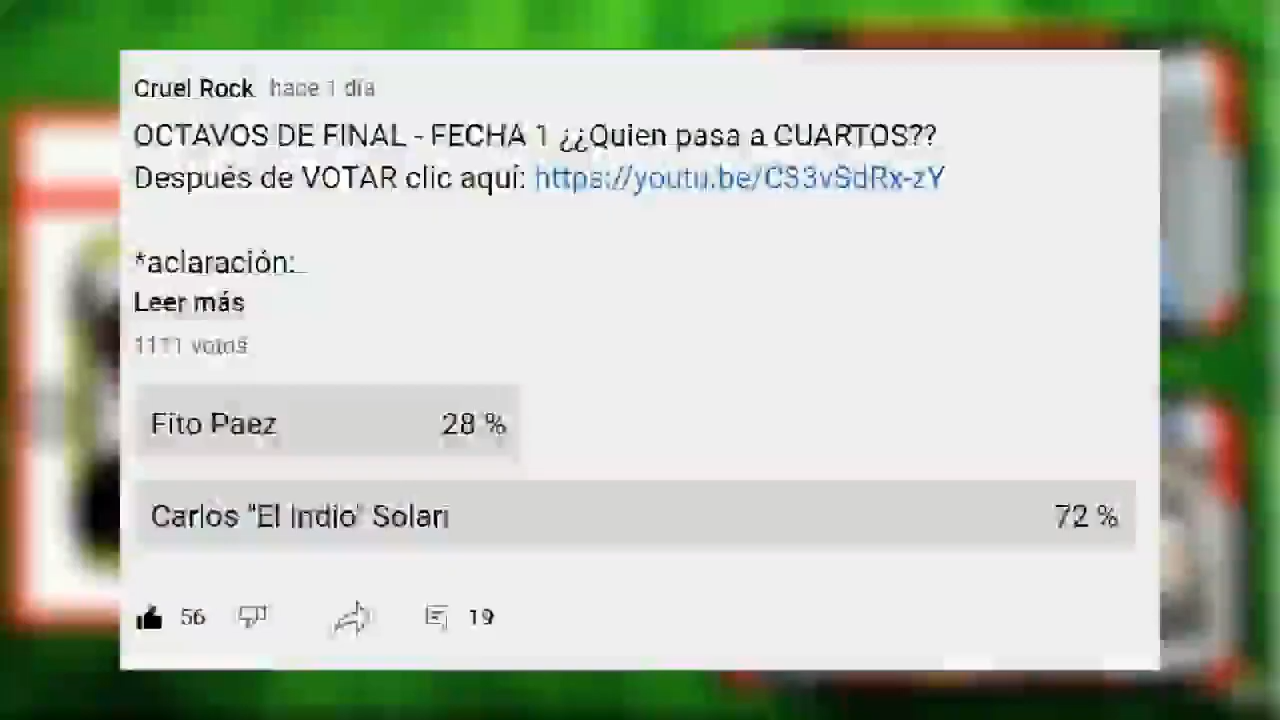 Cruel Rock hace 1 día
OCTAVOS DE FINAL - FECHA 1 ¿¿Quien pasa a CUARTOS??
Después de VOTAR clic aquí: https://youtu.be/CS3vSdRx-zY
*aclaración:
Leer más
1171 votos
Fito Paez 28 %
Carlos "El Indio" Solari 72 %
56 19